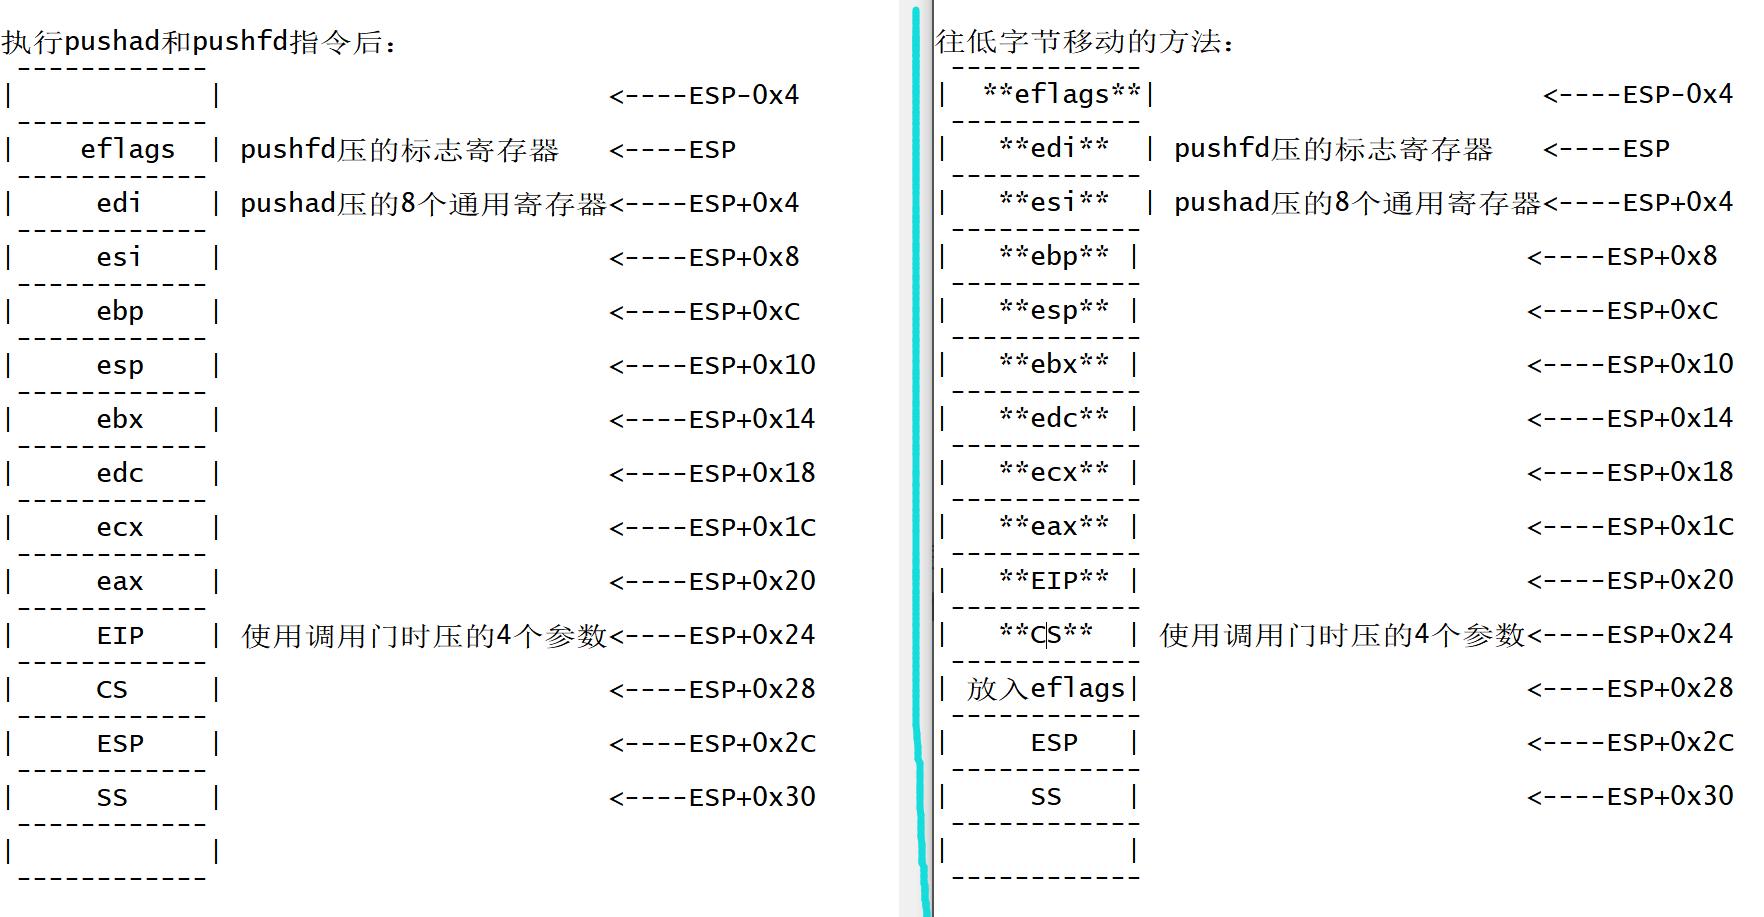 执行pushad和pushfd指令后:
------------
|            |                         <----ESP-0x4
------------
|    eflags  | pushfd压的标志寄存器   <----ESP
------------
|     edi    | pushad压的8个通用寄存器<----ESP+0x4
------------
|     esi    |                         <----ESP+0x8
------------
|     ebp    |                         <----ESP+0xC
------------
|     esp    |                         <----ESP+0x10
------------
|     ebx    |                         <----ESP+0x14
------------
|     edc    |                         <----ESP+0x18
------------
|     ecx    |                         <----ESP+0x1C
------------
|     eax    |                         <----ESP+0x20
------------
|     EIP    | 使用调用门时压的4个参数<----ESP+0x24
------------
|     CS     |                         <----ESP+0x28
------------
|     ESP    |                         <----ESP+0x2C
------------
|     SS     |                         <----ESP+0x30
------------
|            |
------------
往低字节移动的方法:
------------
|  **eflags**|                         <----ESP-0x4
------------
|   **edi**  | pushfd压的标志寄存器   <----ESP
------------
|   **esi**  | pushad压的8个通用寄存器<----ESP+0x4
------------
|   **ebp** |                         <----ESP+0x8
------------
|   **esp** |                         <----ESP+0xC
------------
|   **ebx** |                         <----ESP+0x10
------------
|   **edc** |                         <----ESP+0x14
------------
|   **ecx** |                         <----ESP+0x18
------------
|   **eax** |                         <----ESP+0x1C
------------
|   **EIP** |                         <----ESP+0x20
------------
|   **CS**  | 使用调用门时压的4个参数<----ESP+0x24
------------
| 放入eflags|                         <----ESP+0x28
------------
|     ESP   |                         <----ESP+0x2C
------------
|     SS    |                         <----ESP+0x30
------------
|           |
------------